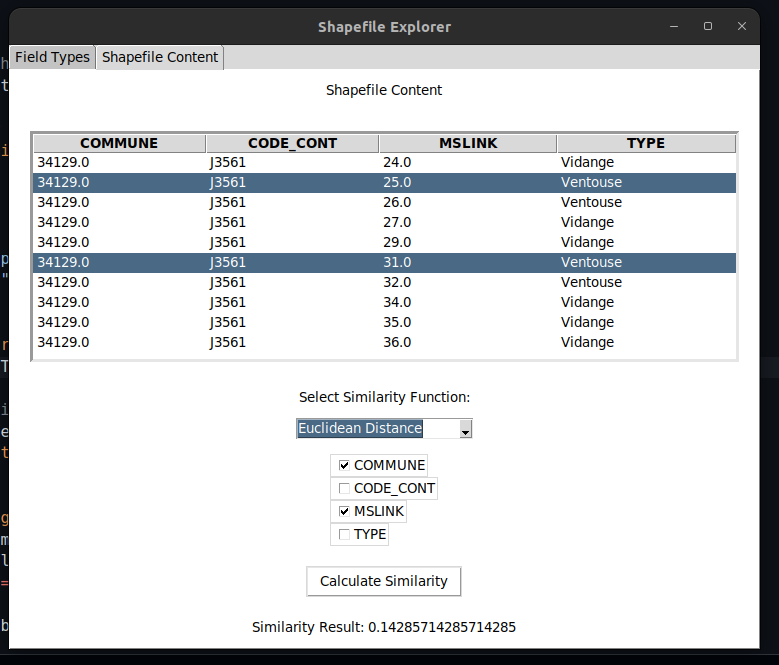 Shapefile Explorer
Field Types Shapefile Content
Shapefile Content
COMMUNE CODE_CONT MSLINK TYPE
34129.0 J3561 24.0 Vidange
34129.0 J3561 25.0 Ventouse
34129.0 J3561 26.0 Ventouse
34129.0 J3561 27.0 Vidange
34129.0 J3561 29.0 Vidange
34129.0 J3561 31.0 Ventouse
34129.0 J3561 32.0 Ventouse
34129.0 J3561 34.0 Vidange
34129.0 J3561 35.0 Vidange
34129.0 J3561 36.0 Vidange
Select Similarity Function:
Euclidean Distance
COMMUNE
CODE_CONT
MSLINK
TYPE
Calculate Similarity
Similarity Result: 0.14285714285714285